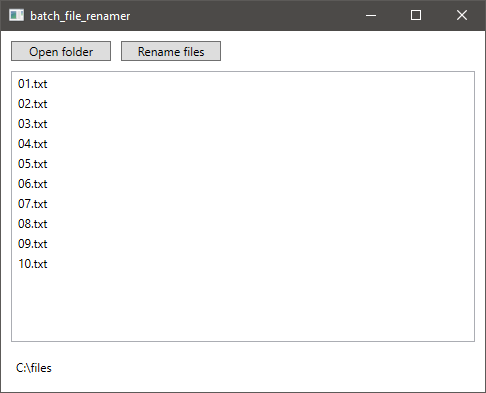 batch_file_renamer
Open folder Rename files
01.txt
02.txt
03.txt
04.txt
05.txt
06.txt
07.txt
08.txt
09.txt
10.txt
C:\files